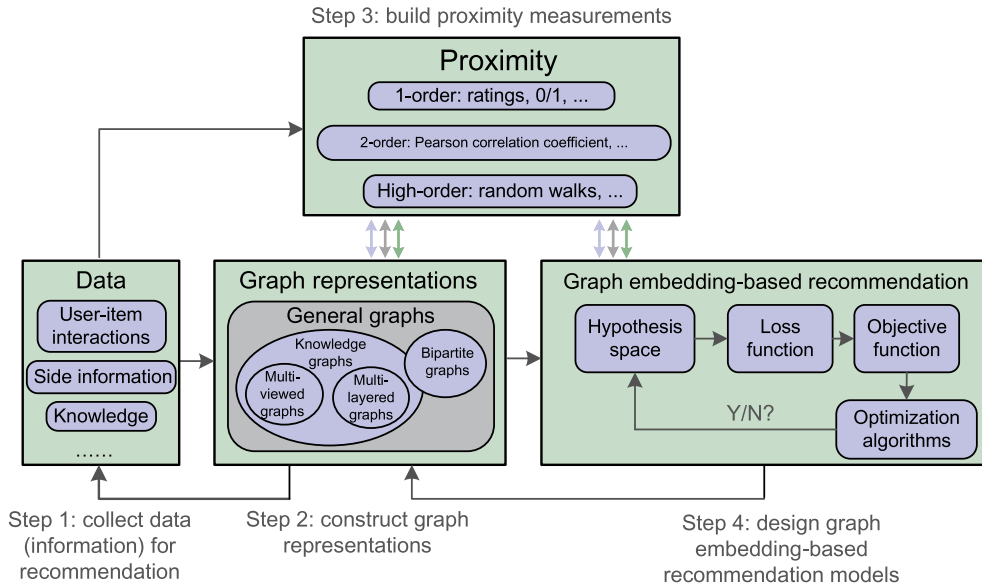 Step 3: build proximity measurements
Proximity
1-order: ratings, 0/1, ...
2-order: Pearson correlation coefficient, ...
High-order: random walks, ...
Data
User-item
interactions
Side information
Knowledge
......
Graph representations
General graphs
Knowledge
graphs
Bipartite
graphs
Multi-
viewed
graphs
Multi-
layered
graphs
Graph embedding-based recommendation
Hypothesis
space
Loss
function
Objective
function
Y/N?
Optimization
algorithms
Step 1: collect data
(information) for
recommendation
Step 2: construct graph
representations
Step 4: design graph
embedding-based
recommendation models